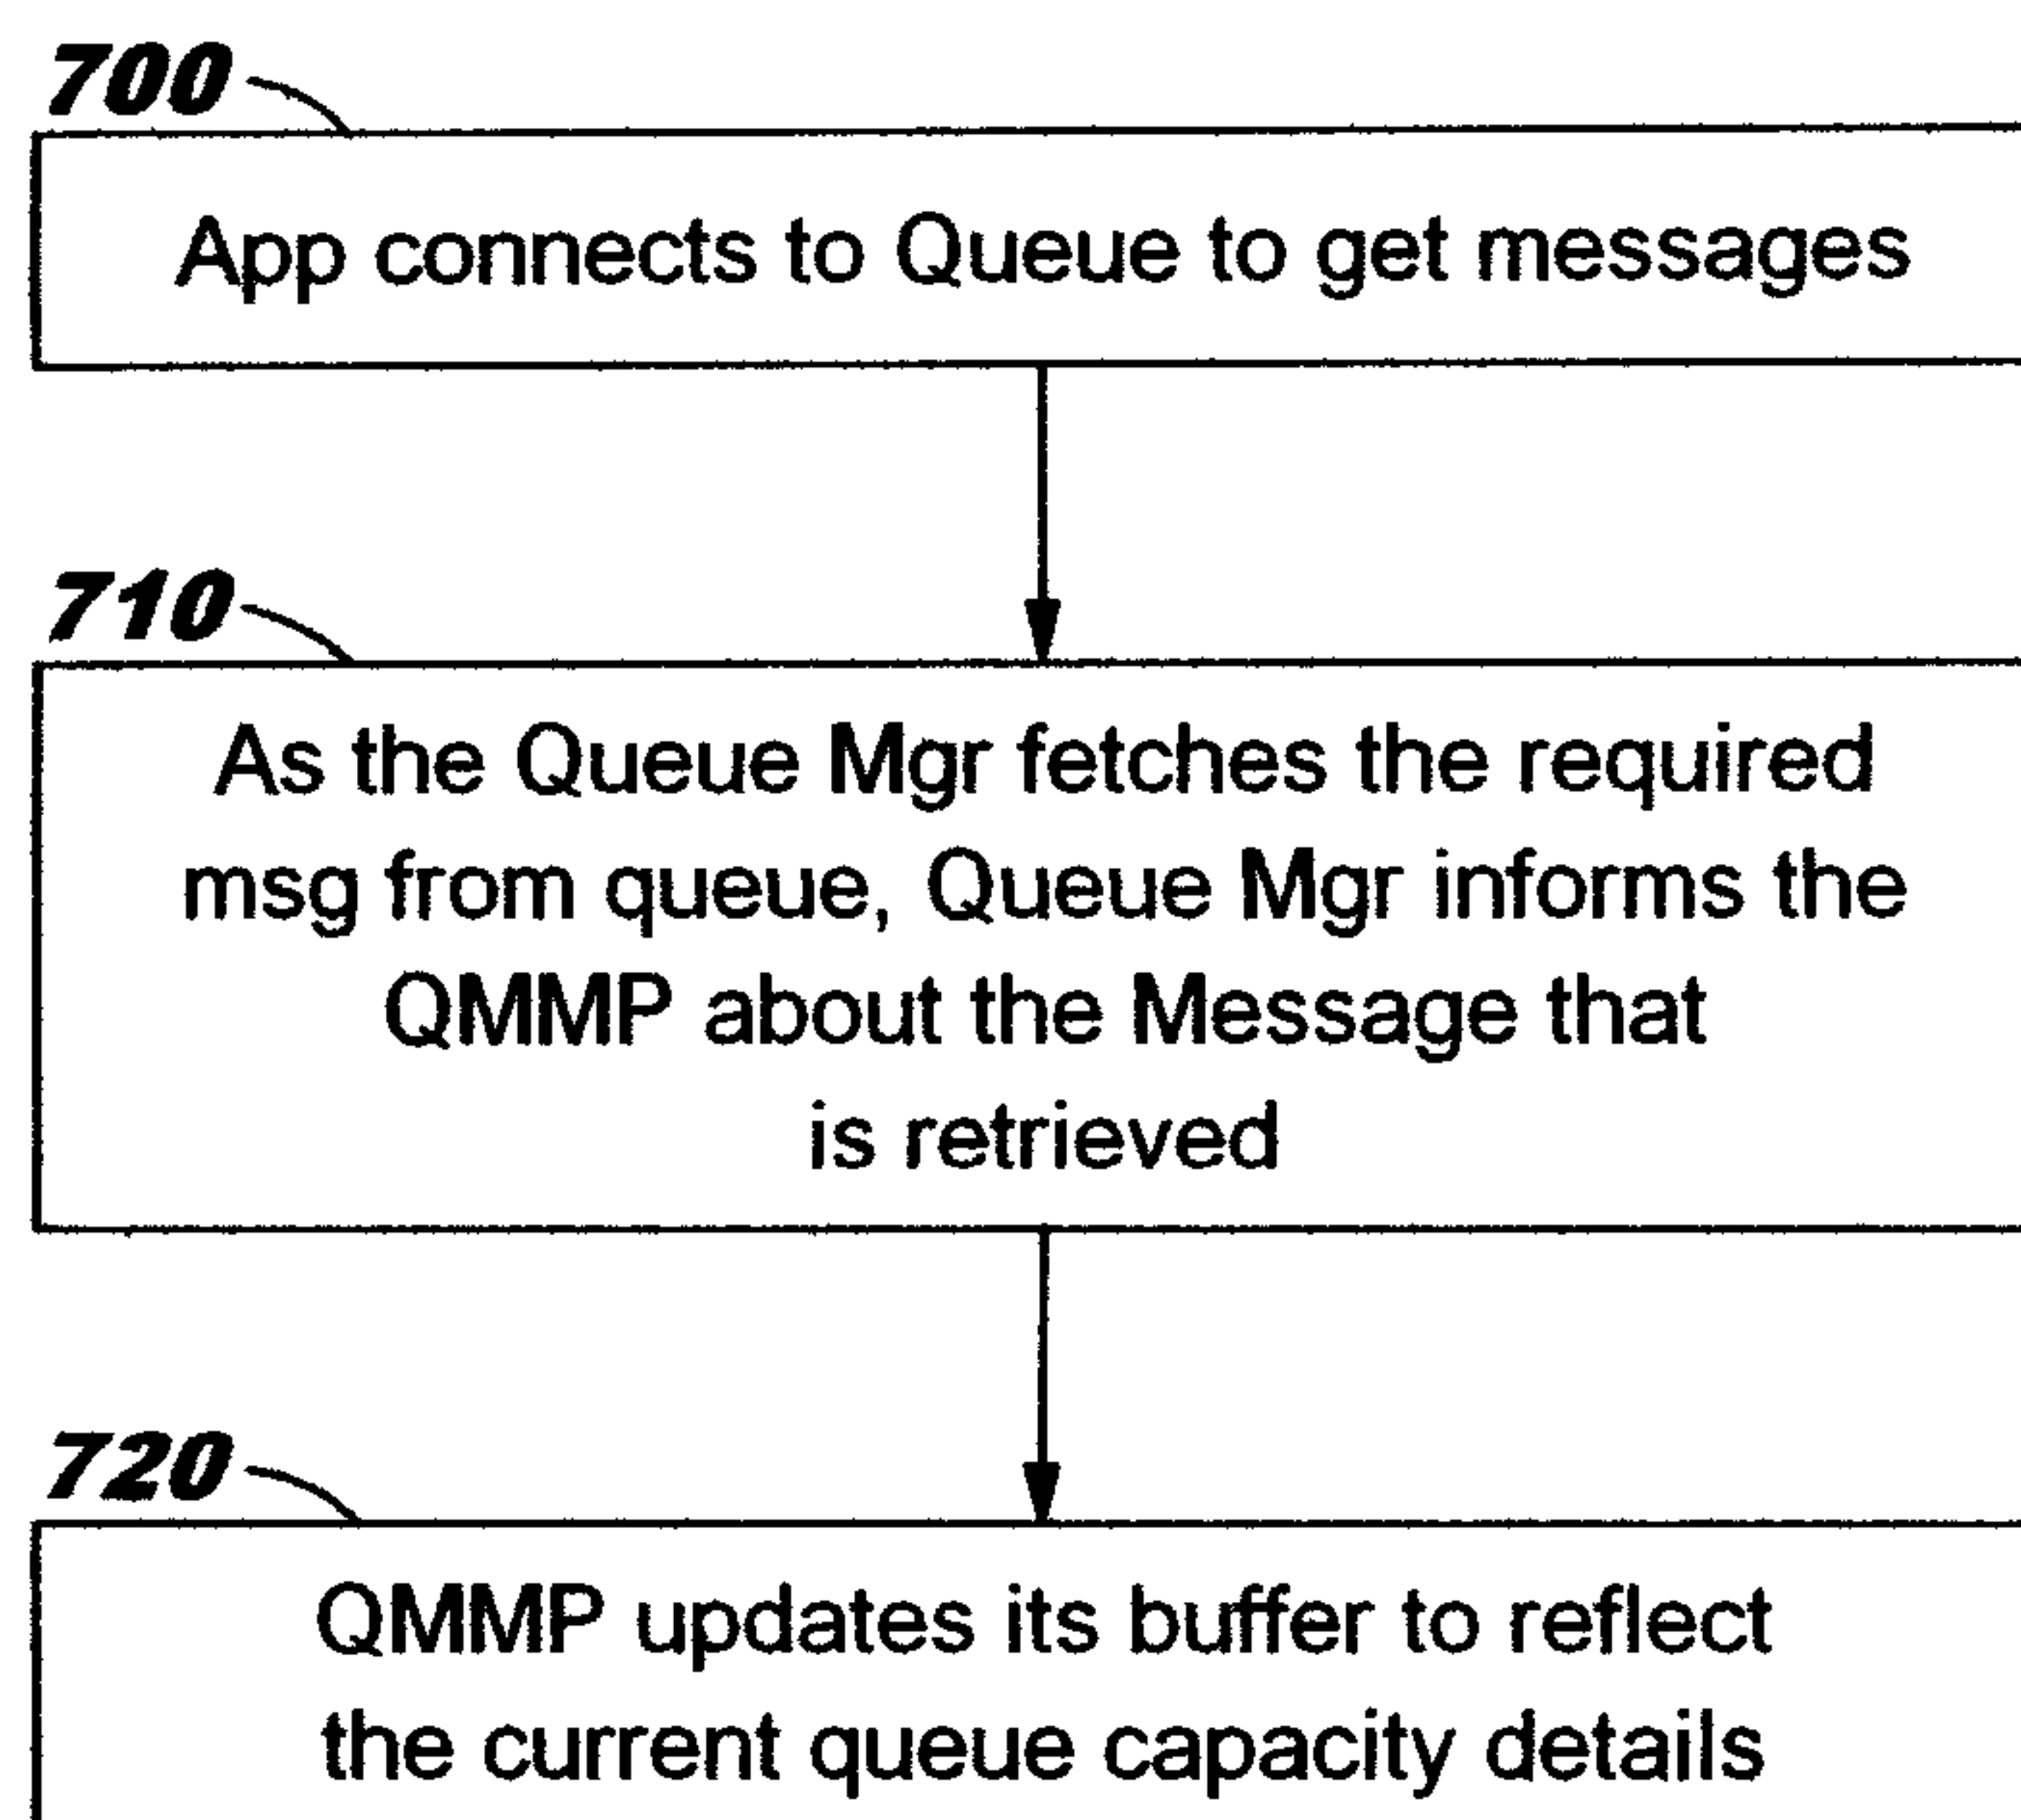 700
App connects to Queue to get messages
710
As the Queue Mgr fetches the required
msg from queue, Queue Mgr informs the
QMMP about the Message that
is retrieved
720
QMMP updates its buffer to reflect
the current queue capacity details